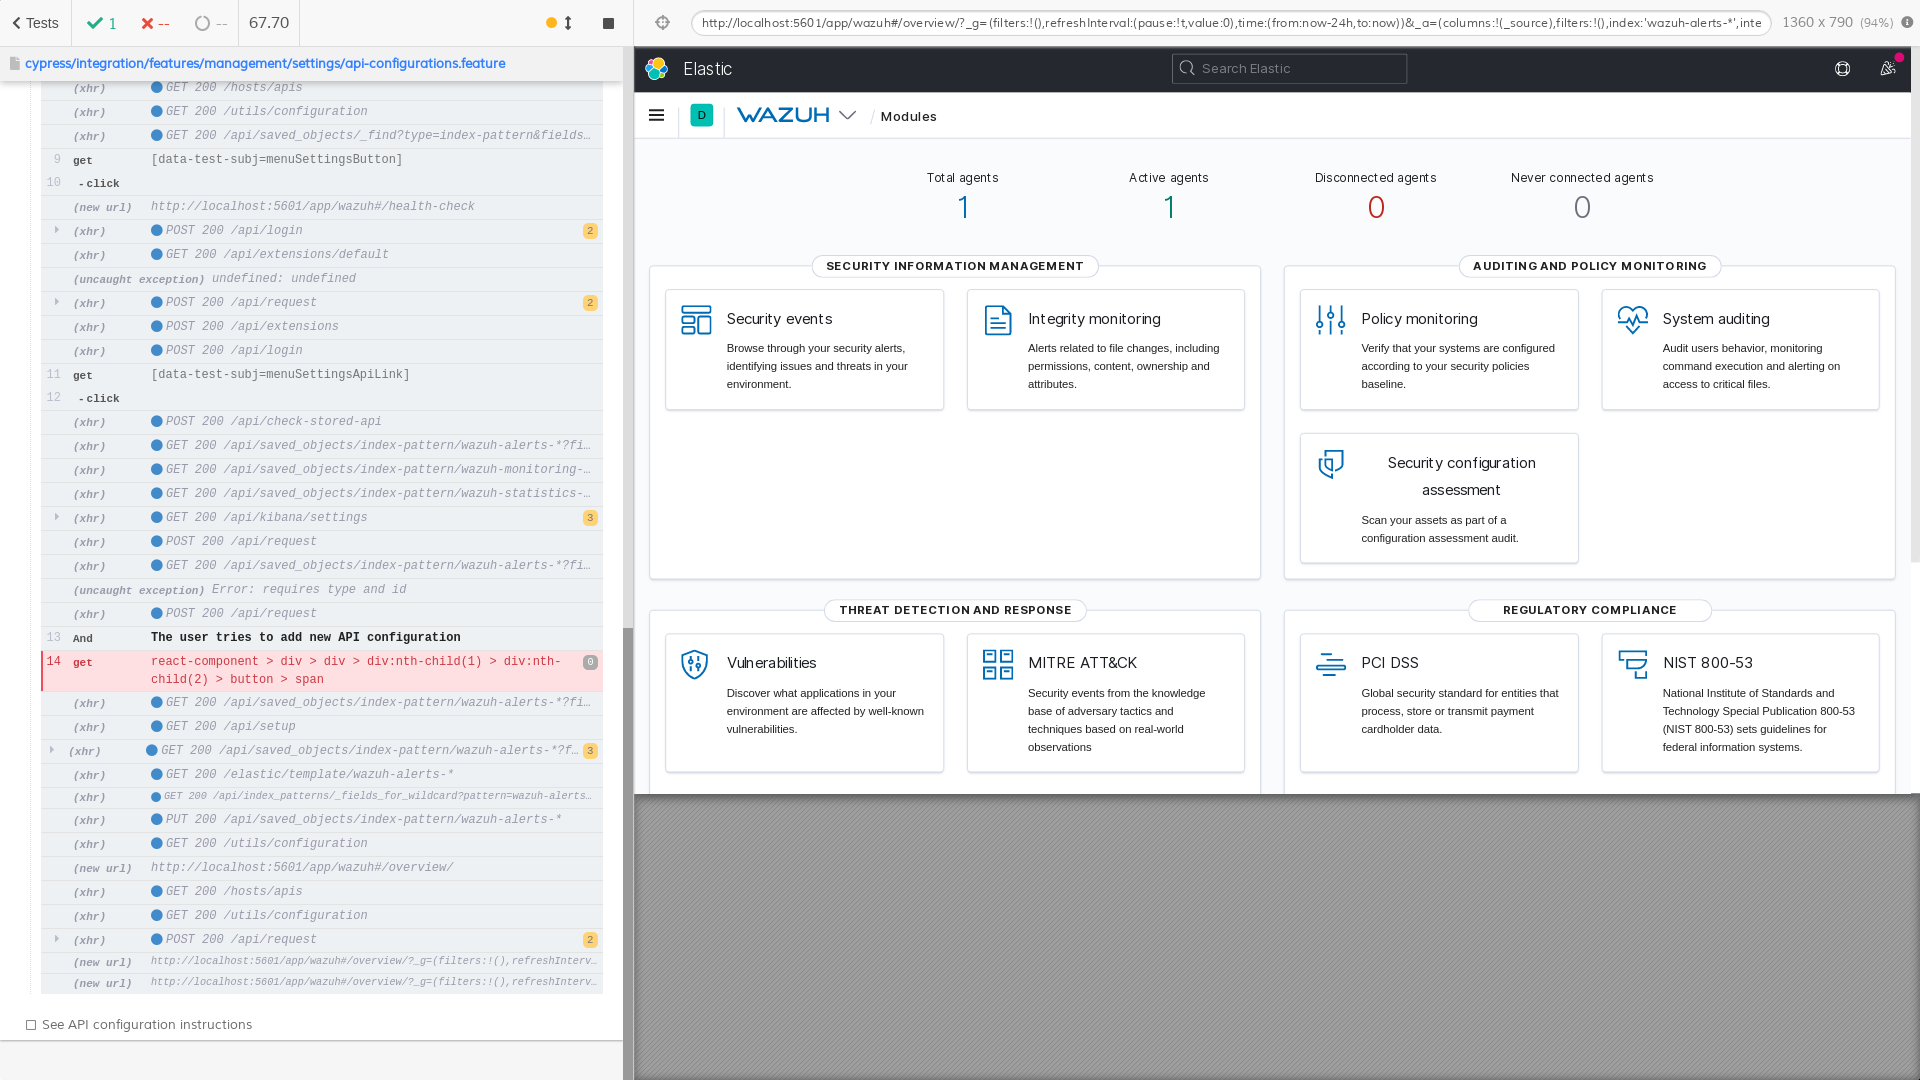 Tests
1
--
--
67.70
http://localhost:5601/app/wazuh#/overview/?_g=(filters:!(),refreshInterval:(pause:!t,value:0),time:(from:now-24h,to:now))&_a=(columns:!(_source),filters:!(),index:'wazuh-alerts-*',inte
1360 x 790 (94%)
cypress/integration/features/management/settings/api-configurations.feature
(xhr) GET 200 /hosts/apis
(xhr) GET 200 /utils/configuration
(xhr) GET 200 /api/saved_objects/_find?type=index-pattern&fields…
9 get [data-test-subj=menuSettingsButton]
10 -click
(new url) http://localhost:5601/app/wazuh#/health-check
(xhr) POST 200 /api/login 2
(xhr) GET 200 /api/extensions/default
(uncaught exception) undefined: undefined
(xhr) POST 200 /api/request 2
(xhr) POST 200 /api/extensions
(xhr) POST 200 /api/login
11 get [data-test-subj=menuSettingsApiLink]
12 -click
(xhr) POST 200 /api/check-stored-api
(xhr) GET 200 /api/saved_objects/index-pattern/wazuh-alerts-*?fi…
(xhr) GET 200 /api/saved_objects/index-pattern/wazuh-monitoring-…
(xhr) GET 200 /api/saved_objects/index-pattern/wazuh-statistics-…
(xhr) GET 200 /api/kibana/settings 3
(xhr) POST 200 /api/request
(xhr) GET 200 /api/saved_objects/index-pattern/wazuh-alerts-*?fi…
(uncaught exception) Error: requires type and id
(xhr) POST 200 /api/request
13 And The user tries to add new API configuration
14 get react-component > div > div > div:nth-child(1) > div:nth- 0
child(2) > button > span
(xhr) GET 200 /api/saved_objects/index-pattern/wazuh-alerts-*?fi…
(xhr) GET 200 /api/setup
(xhr) GET 200 /api/saved_objects/index-pattern/wazuh-alerts-*?f… 3
(xhr) GET 200 /elastic/template/wazuh-alerts-*
(xhr) GET 200 /api/index_patterns/_fields_for_wildcard?pattern=wazuh-alerts…
(xhr) PUT 200 /api/saved_objects/index-pattern/wazuh-alerts-*
(xhr) GET 200 /utils/configuration
(new url) http://localhost:5601/app/wazuh#/overview/
(xhr) GET 200 /hosts/apis
(xhr) GET 200 /utils/configuration
(xhr) POST 200 /api/request 2
(new url) http://localhost:5601/app/wazuh#/overview/?_g=(filters:!(),refreshInterv…
(new url) http://localhost:5601/app/wazuh#/overview/?_g=(filters:!(),refreshInterv…
See API configuration instructions
Elastic
Search Elastic
D
WAZUH
/ Modules
Total agents
1
Active agents
1
Disconnected agents
0
Never connected agents
0
SECURITY INFORMATION MANAGEMENT
Security events
Browse through your security alerts,
identifying issues and threats in your
environment.
Integrity monitoring
Alerts related to file changes, including
permissions, content, ownership and
attributes.
AUDITING AND POLICY MONITORING
Policy monitoring
Verify that your systems are configured
according to your security policies
baseline.
System auditing
Audit users behavior, monitoring
command execution and alerting on
access to critical files.
Security configuration
assessment
Scan your assets as part of a
configuration assessment audit.
THREAT DETECTION AND RESPONSE
Vulnerabilities
Discover what applications in your
environment are affected by well-known
vulnerabilities.
MITRE ATT&CK
Security events from the knowledge
base of adversary tactics and
techniques based on real-world
observations
REGULATORY COMPLIANCE
PCI DSS
Global security standard for entities that
process, store or transmit payment
cardholder data.
NIST 800-53
National Institute of Standards and
Technology Special Publication 800-53
(NIST 800-53) sets guidelines for
federal information systems.